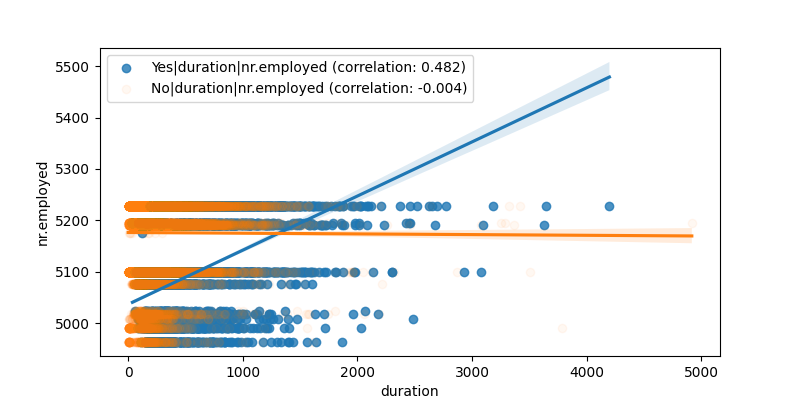 Yes|duration|nr.employed (correlation: 0.482)
No|duration|nr.employed (correlation: -0.004)
5500
5400
5300
5200
5100
5000
nr.employed
0 1000 2000 3000 4000 5000
duration